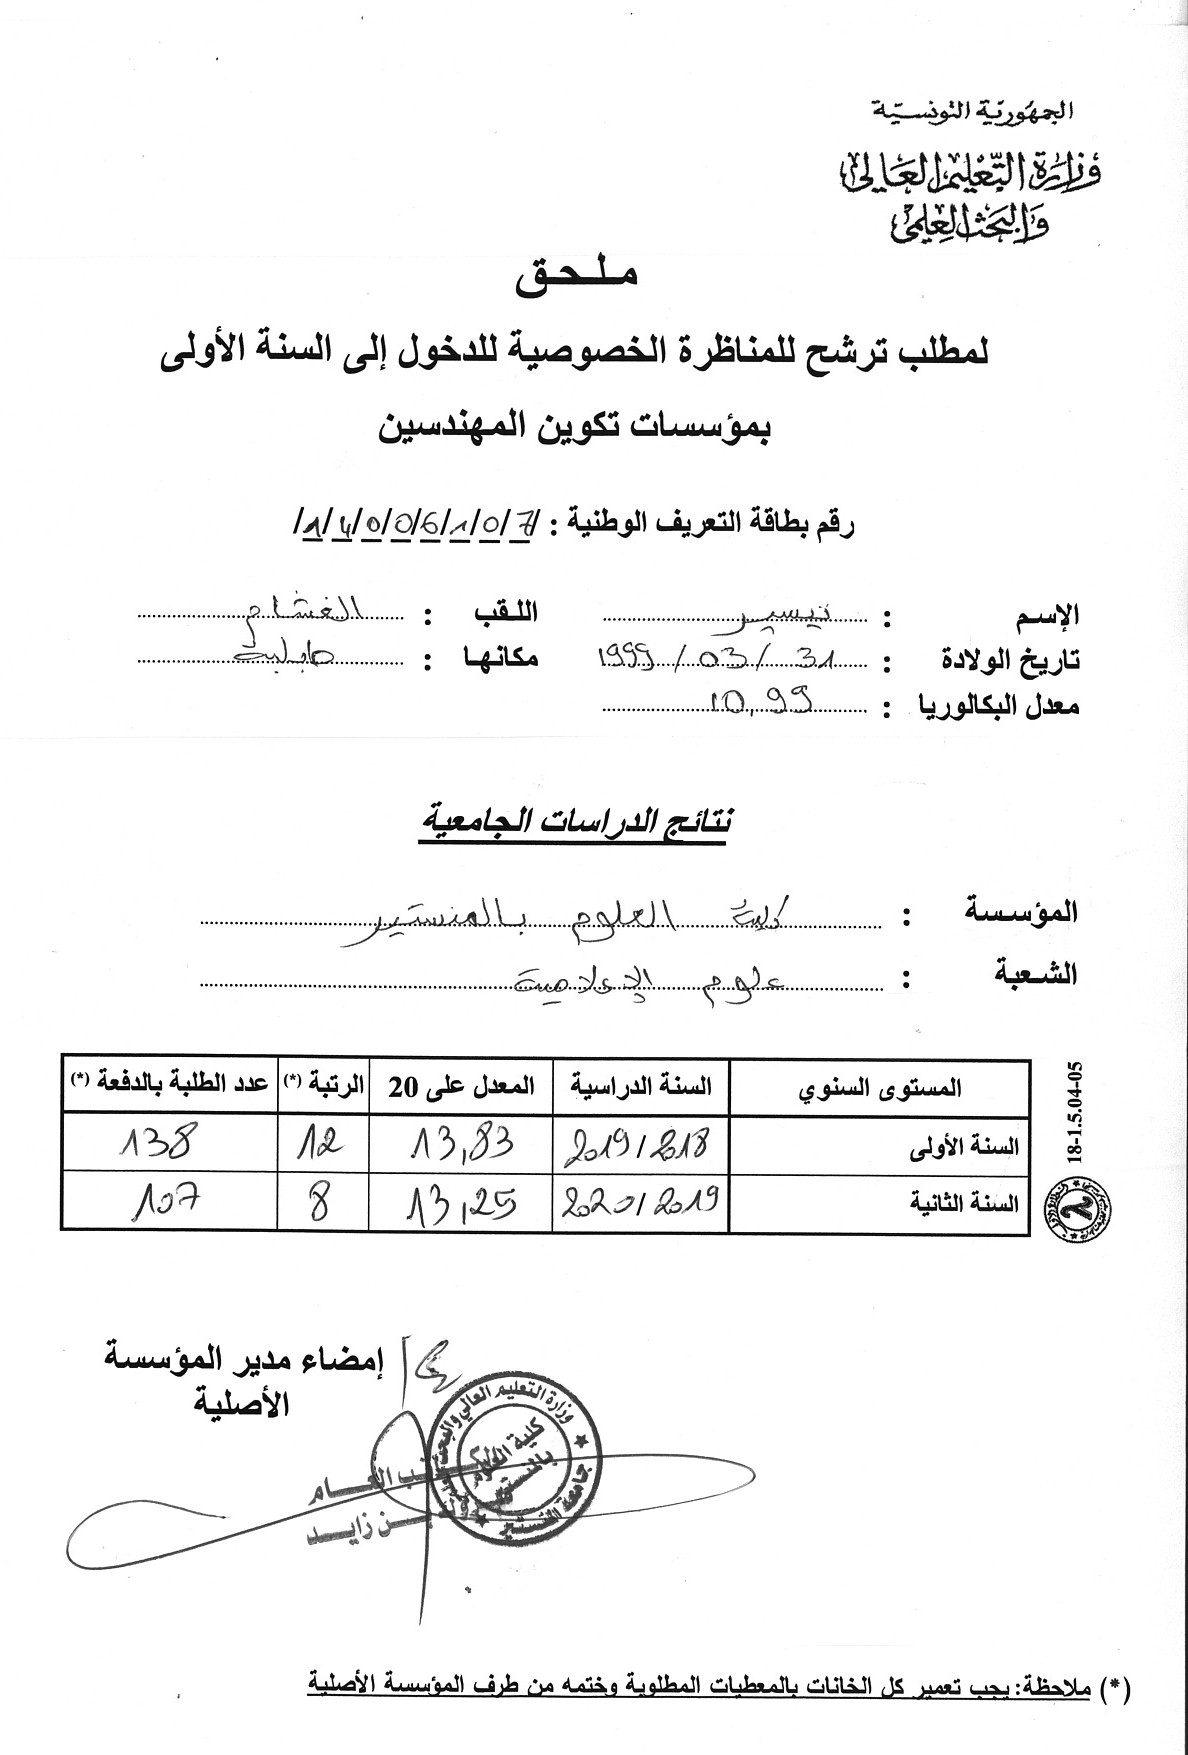 الجمهورية التونسية
وزارة التعليم العالي
والبحث العلمي
ملحق
لمطلب ترشح للمناظرة الخصوصية للدخول إلى السنة الأولى
بمؤسسات تكوين المهندسين
رقم بطاقة التعريف الوطنية : /1/4/0/0/6/1/0/7/
الإسم : تيسير اللقب : الغشام
تاريخ الولادة : 31 / 03 / 1999 مكانها :
معدل البكالوريا : 10,99
نتائج الدراسات الجامعية
المؤسسة : كلية العلوم بالمنستير
الشعبة : علوم الإعلامية
المستوى السنوي السنة الدراسية المعدل على 20 الرتبة (*) عدد الطلبة بالدفعة (*)
السنة الأولى 2018/2019 13,83 12 138
السنة الثانية 2019/2020 13,25 8 107
18-1.5.04-05
إمضاء مدير المؤسسة
الأصلية
وزارة التعليم العالي والبحث العلمي
جامعة المنستير
كلية العلوم
بالمنستير
الكاتب العام
بن زايد
(*) ملاحظة: يجب تعمير كل الخانات بالمعطيات المطلوبة وختمه من طرف المؤسسة الأصلية